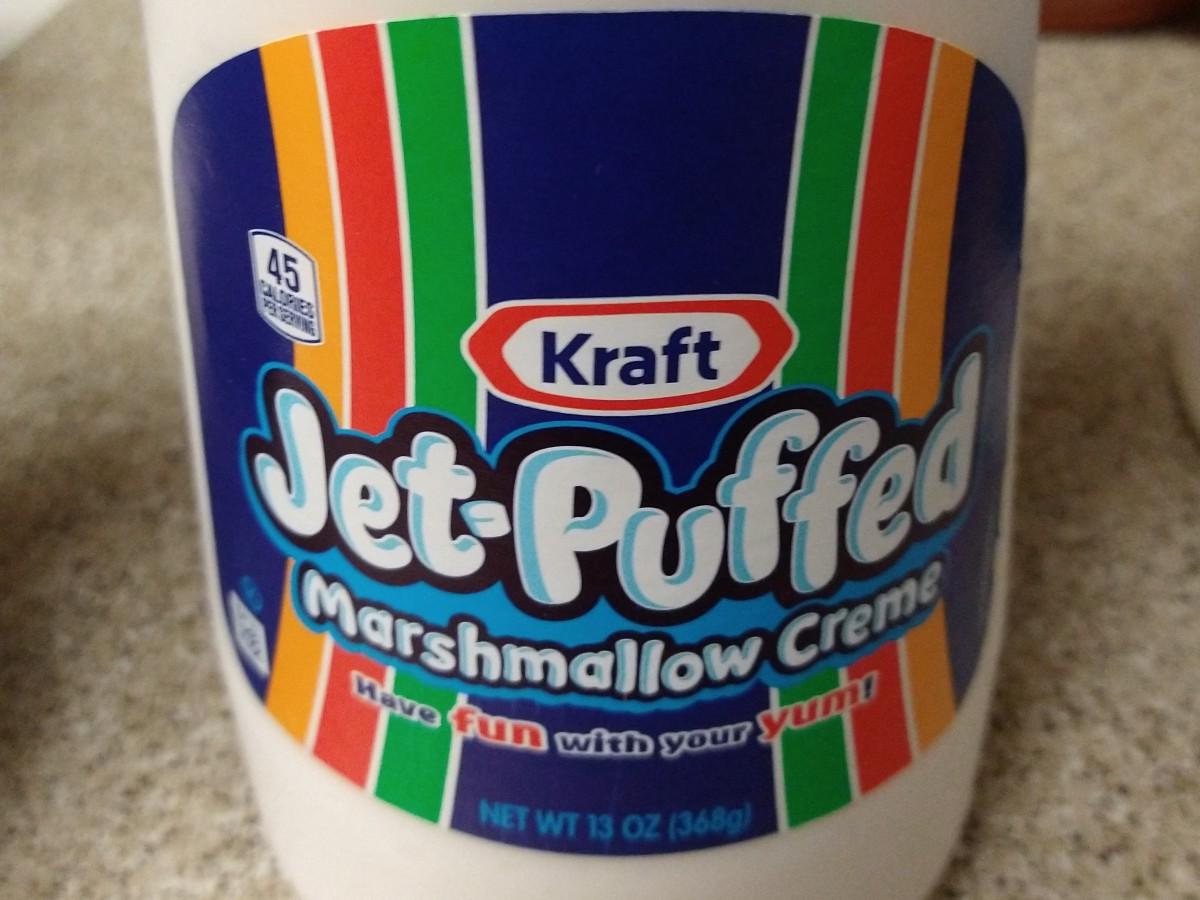 45
CALORIES
PER SERVING
Kraft
Jet-Puffed
Marshmallow Creme
Have fun with your yum!
NET WT 13 OZ (368g)